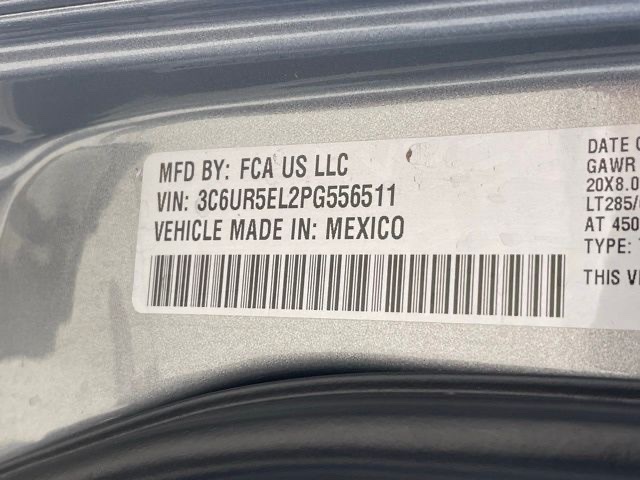 MFD BY: FCA US LLC
VIN: 3C6UR5EL2PG556511
VEHICLE MADE IN: MEXICO
DATE O
GAWR
20X8.0
LT285/
AT 450
TYPE:
THIS VE